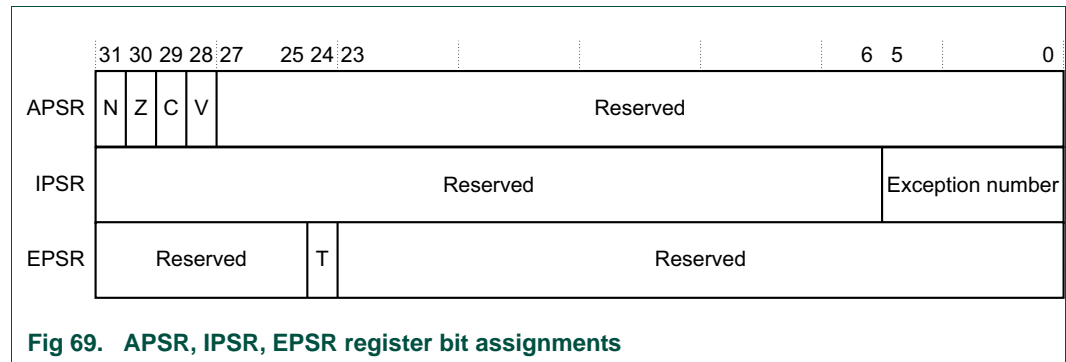 31 30 29 28 27 25 24 23 6 5 0
APSR N Z C V Reserved
IPSR Reserved Exception number
EPSR Reserved T Reserved
Fig 69. APSR, IPSR, EPSR register bit assignments